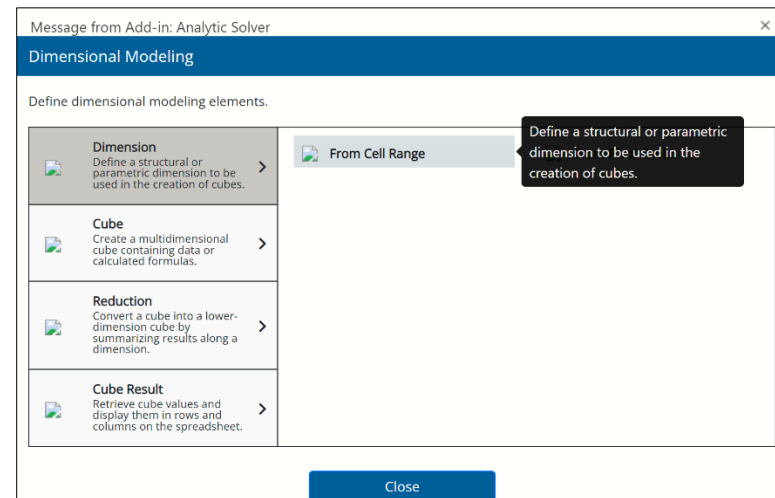 Message from Add-in: Analytic Solver
Dimensional Modeling
Define dimensional modeling elements.
Dimension
Define a structural or
parametric dimension to be
used in the creation of cubes.
From Cell Range
Define a structural or parametric
dimension to be used in the
creation of cubes.
Cube
Create a multidimensional
cube containing data or
calculated formulas.
Reduction
Convert a cube into a lower-
dimension cube by
summarizing results along a
dimension.
Cube Result
Retrieve cube values and
display them in rows and
columns on the spreadsheet.
Close